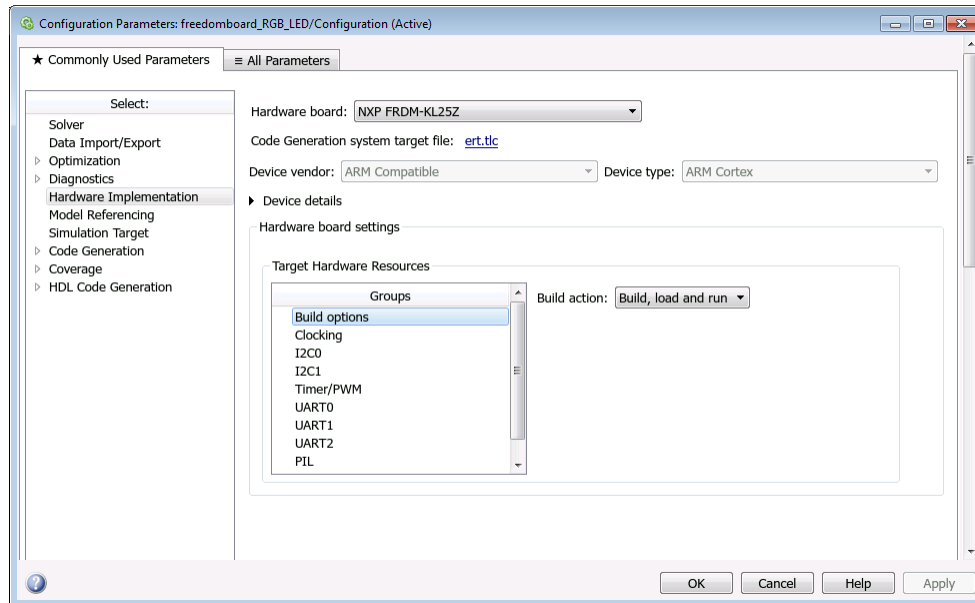 Configuration Parameters: freedomboard_RGB_LED/Configuration (Active)
★ Commonly Used Parameters
≡ All Parameters
Select:
Solver
Data Import/Export
Optimization
Diagnostics
Hardware Implementation
Model Referencing
Simulation Target
Code Generation
Coverage
HDL Code Generation
Hardware board: NXP FRDM-KL25Z
Code Generation system target file: ert.tlc
Device vendor: ARM Compatible Device type: ARM Cortex
Device details
Hardware board settings
Target Hardware Resources
Groups
Build options
Clocking
I2C0
I2C1
Timer/PWM
UART0
UART1
UART2
PIL
Build action: Build, load and run
OK Cancel Help Apply